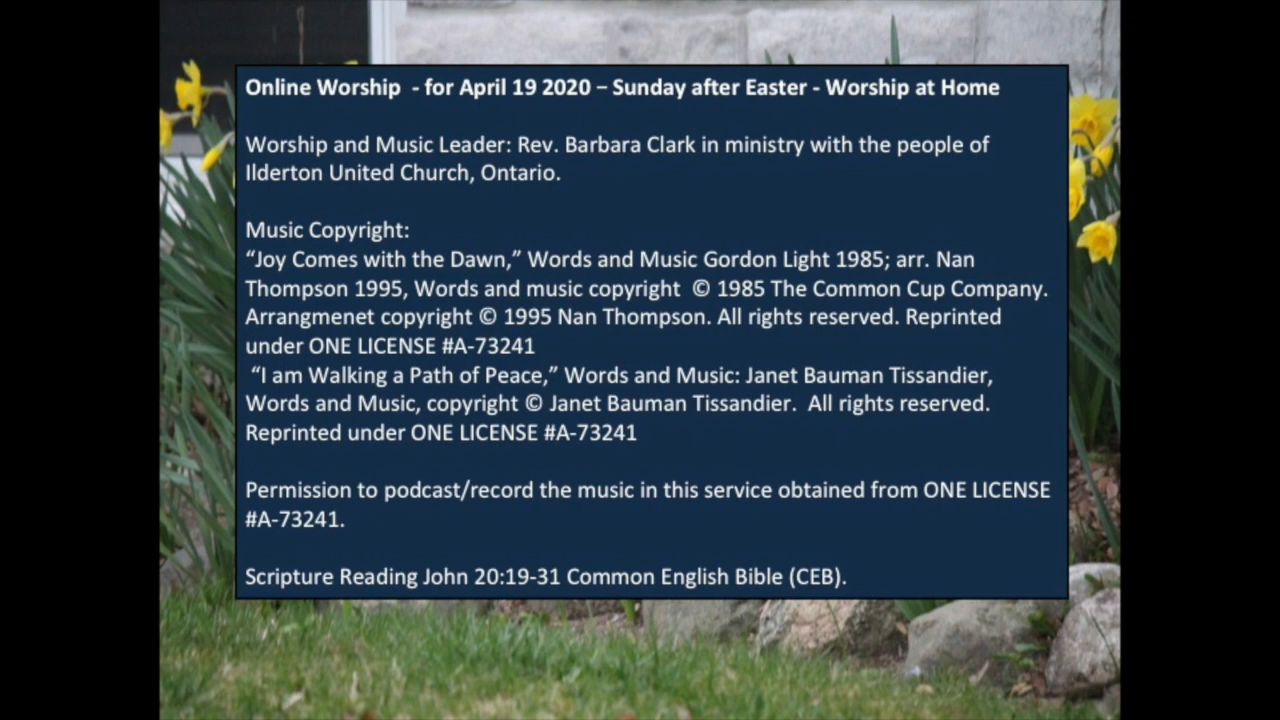 Online Worship  - for April 19 2020 – Sunday after Easter - Worship at Home
Worship and Music Leader: Rev. Barbara Clark in ministry with the people of
Ilderton United Church, Ontario.
Music Copyright:
“Joy Comes with the Dawn,” Words and Music Gordon Light 1985; arr. Nan
Thompson 1995, Words and music copyright  © 1985 The Common Cup Company.
Arrangmenet copyright © 1995 Nan Thompson. All rights reserved. Reprinted
under ONE LICENSE #A-73241
“I am Walking a Path of Peace,” Words and Music: Janet Bauman Tissandier,
Words and Music, copyright © Janet Bauman Tissandier.  All rights reserved.
Reprinted under ONE LICENSE #A-73241
Permission to podcast/record the music in this service obtained from ONE LICENSE
#A-73241.
Scripture Reading John 20:19-31 Common English Bible (CEB).